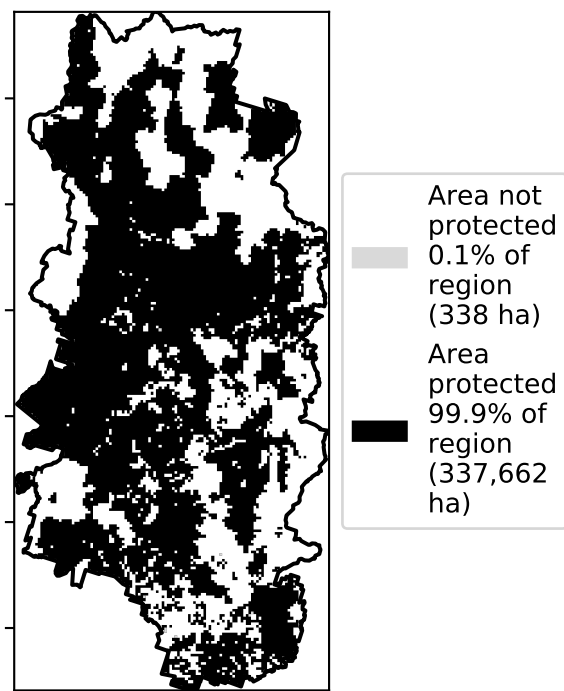 Area not
protected
0.1% of
region
(338 ha)
Area
protected
99.9% of
region
(337,662
ha)